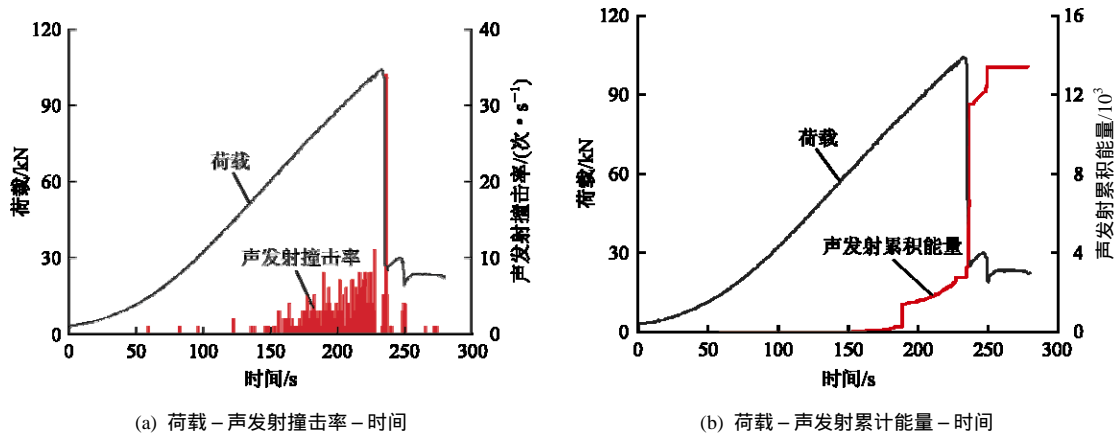 120
90
60
30
0
荷载/kN
40
30
20
10
0
声发射撞击率/(次·s⁻¹)
荷载
声发射撞击率
0 50 100 150 200 250 300
时间/s
(a) 荷载–声发射撞击率–时间
120
90
60
30
0
荷载/kN
16
12
8
4
0
声发射累积能量/10³
荷载
声发射累积能量
0 50 100 150 200 250 300
时间/s
(b) 荷载–声发射累计能量–时间